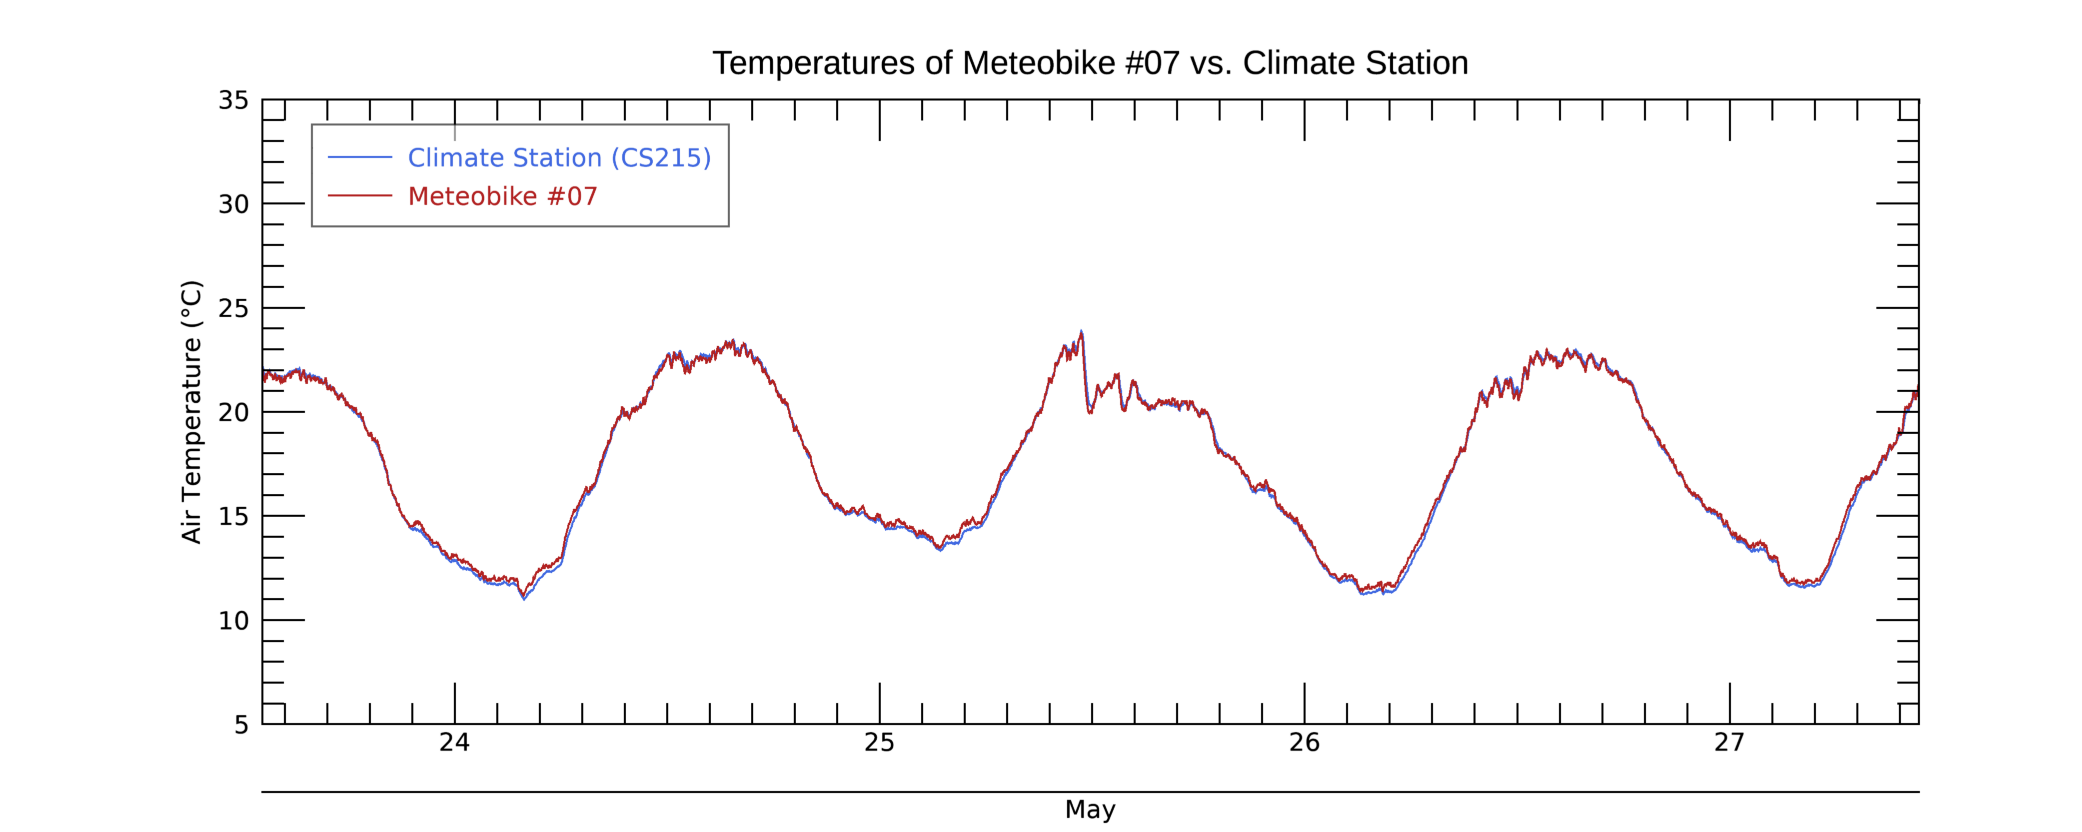 Temperatures of Meteobike #07 vs. Climate Station
35
30
25
20
15
10
5
Air Temperature (°C)
Climate Station (CS215)
Meteobike #07
24 25 26 27
May